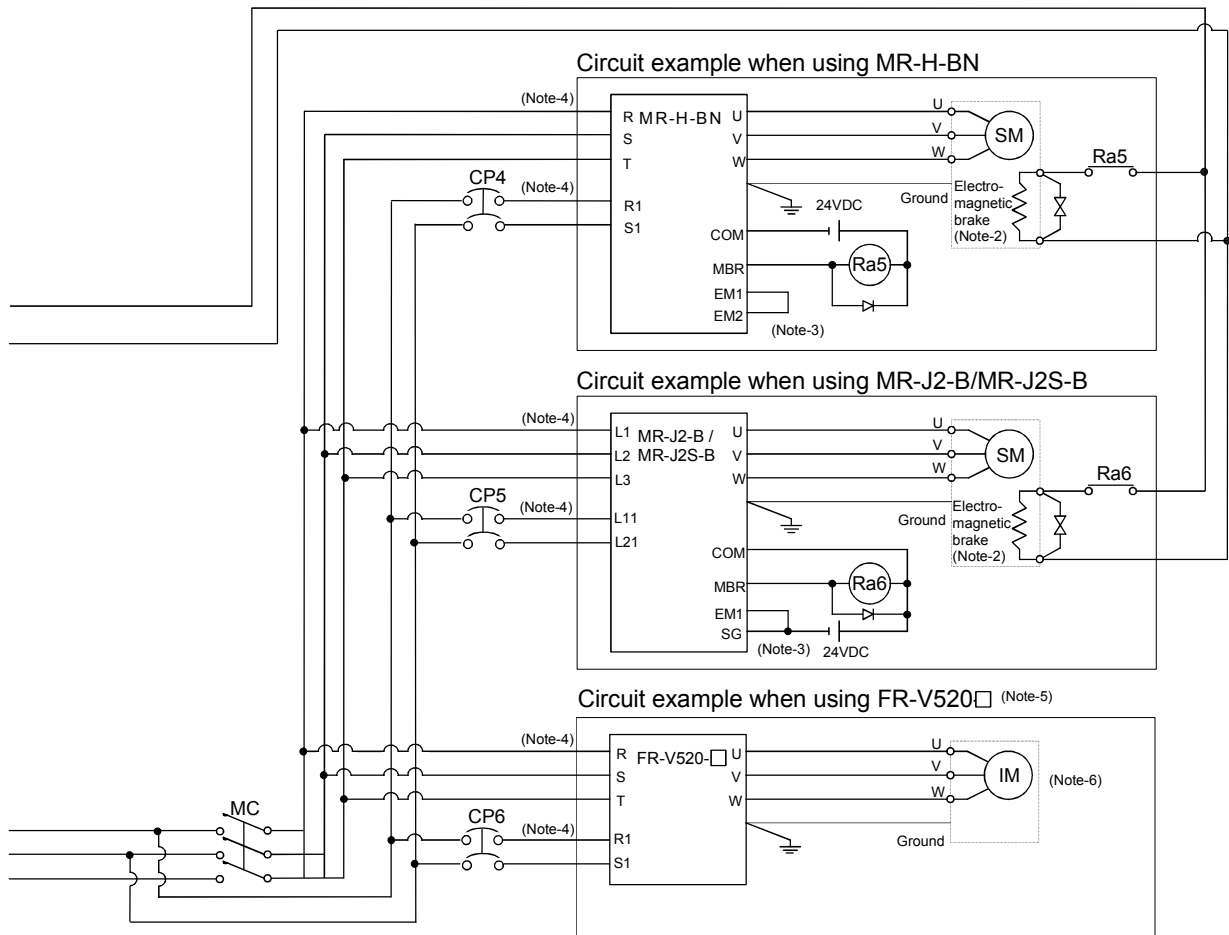 Circuit example when using MR-H-BN
(Note-4)
R MR-H-BN U
S V
T W
U
V
W
SM
Ra5
CP4
(Note-4)
R1
S1
Ground
Electro-
magnetic
brake
(Note-2)
24VDC
COM
MBR
Ra5
EM1
EM2
(Note-3)
Circuit example when using MR-J2-B/MR-J2S-B
(Note-4)
L1 MR-J2-B / U
L2 MR-J2S-B V
L3 W
U
V
W
SM
Ra6
CP5
(Note-4)
L11
L21
Ground
Electro-
magnetic
brake
(Note-2)
COM
MBR
Ra6
EM1
SG
(Note-3)
24VDC
Circuit example when using FR-V520-□ (Note-5)
(Note-4)
R FR-V520-□ U
S V
T W
U
V
W
IM
(Note-6)
MC
CP6
(Note-4)
R1
S1
Ground